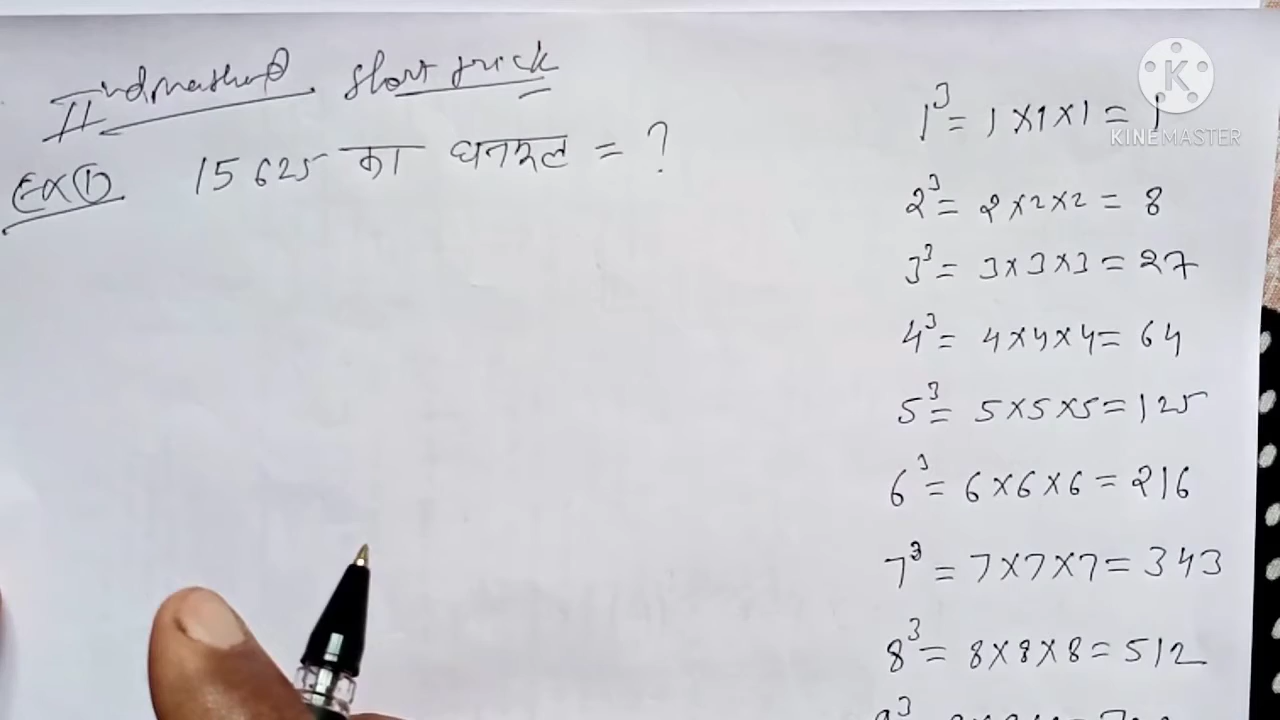 IInd method short trick
Ex① 15625 का घनमूल = ?
1³ = 1×1×1 = 1
2³ = 2×2×2 = 8
3³ = 3×3×3 = 27
4³ = 4×4×4 = 64
5³ = 5×5×5 = 125
6³ = 6×6×6 = 216
7³ = 7×7×7 = 343
8³ = 8×8×8 = 512
KINEMASTER